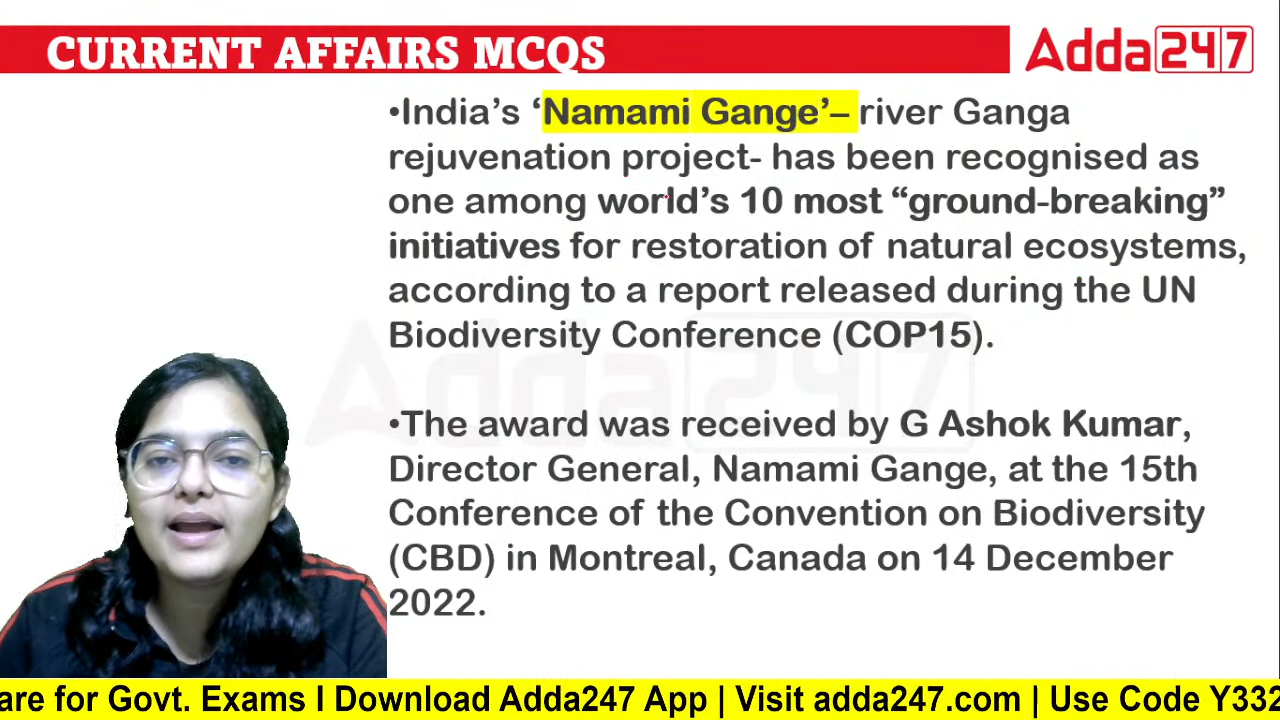 CURRENT AFFAIRS MCQS
Adda247
•India's ‘Namami Gange’– river Ganga
rejuvenation project- has been recognised as
one among world’s 10 most “ground-breaking”
initiatives for restoration of natural ecosystems,
according to a report released during the UN
Biodiversity Conference (COP15).
Adda247
•The award was received by G Ashok Kumar,
Director General, Namami Gange, at the 15th
Conference of the Convention on Biodiversity
(CBD) in Montreal, Canada on 14 December
2022.
are for Govt. Exams I Download Adda247 App | Visit adda247.com | Use Code Y332